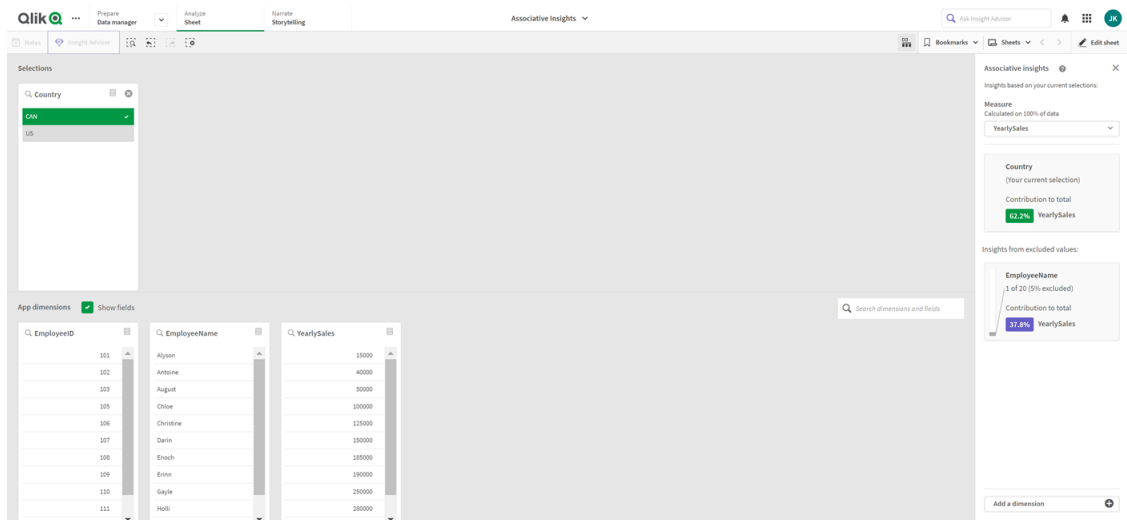 Qlik
Prepare
Data manager
Analyze
Sheet
Narrate
Storytelling
Associative Insights
Ask Insight Advisor
JK
Notes
Insight Advisor
Bookmarks
Sheets
Edit sheet
Selections
Country
CAN
US
Associative insights
Insights based on your current selections:
Measure
Calculated on 100% of data
YearlySales
Country
(Your current selection)
Contribution to total
62.2% YearlySales
Insights from excluded values:
EmployeeName
1 of 20 (5% excluded)
Contribution to total
37.8% YearlySales
Add a dimension
App dimensions
Show fields
Search dimensions and fields
EmployeeID
101
102
103
105
106
107
108
109
110
111
EmployeeName
Alyson
Antoine
August
Chloe
Christine
Darin
Enoch
Erinn
Gayle
Holli
YearlySales
15000
40000
50000
100000
125000
150000
185000
190000
250000
280000